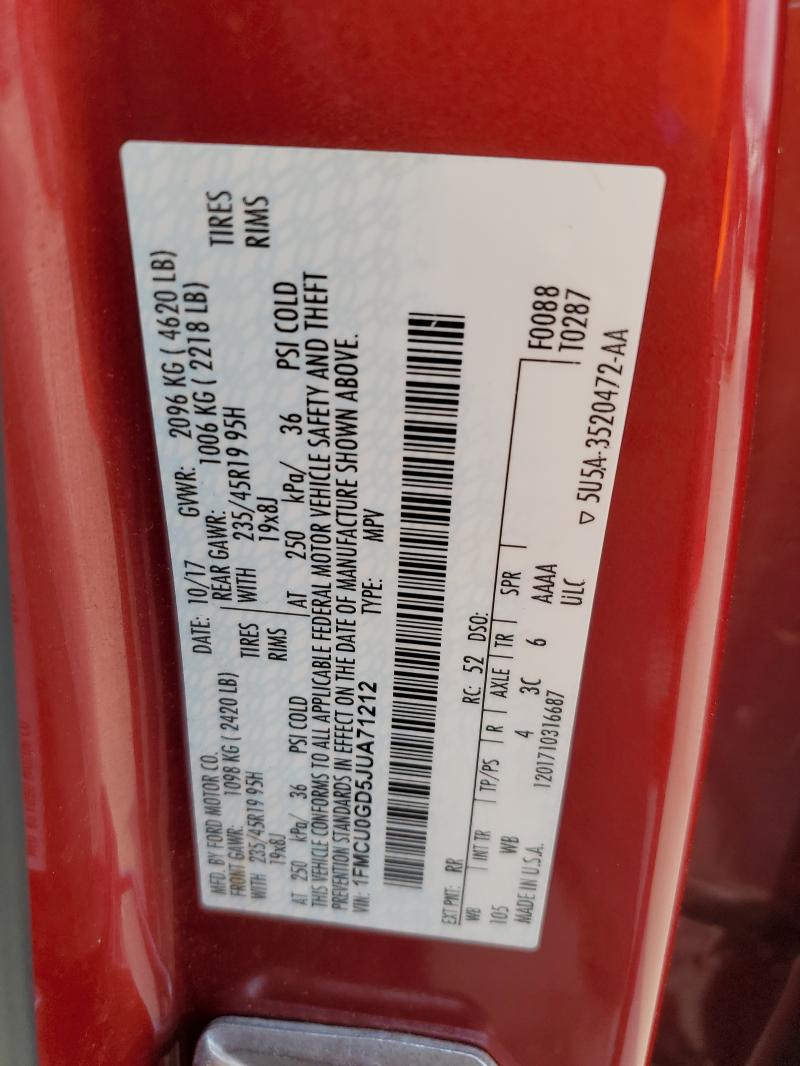 MFD. BY FORD MOTOR CO.
DATE: 10/17 GVWR: 2096 KG ( 4620 LB)
FRONT GAWR: 1098 KG ( 2420 LB) REAR GAWR: 1006 KG ( 2218 LB)
WITH 235/45R19 95H TIRES WITH 235/45R19 95H TIRES
19x8J RIMS 19x8J RIMS
AT 250 kPa/ 36 PSI COLD AT 250 kPa/ 36 PSI COLD
THIS VEHICLE CONFORMS TO ALL APPLICABLE FEDERAL MOTOR VEHICLE SAFETY AND THEFT
PREVENTION STANDARDS IN EFFECT ON THE DATE OF MANUFACTURE SHOWN ABOVE.
VIN: 1FMCU0GD5JUA71212 TYPE: MPV
EXT PNT: RR RC: 52 DSO:
WB INT TR TP/PS R AXLE TR SPR F0088
105 WB 4 3C 6 AAAA T0287
MADE IN U.S.A. 1201710316687 UILC
▽ 5U5A-3520472-AA